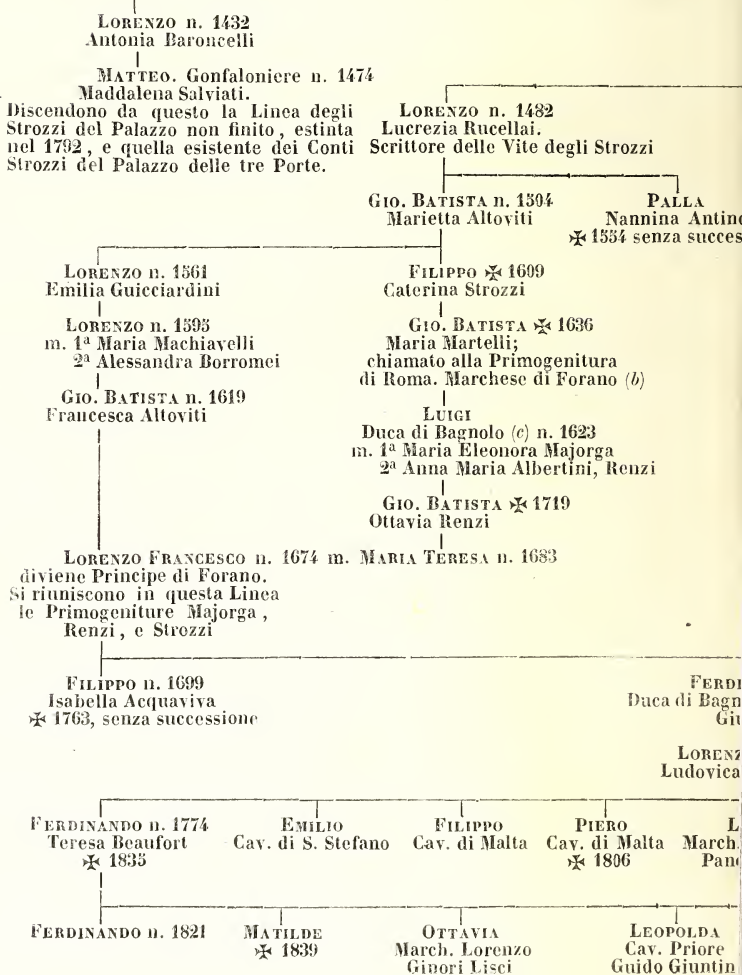 LORENZO n. 1432
Antonia Baroncelli
MATTEO. Gonfaloniere n. 1474
Maddalena Salviati.
Discendono da questo la Linea degli
Strozzi del Palazzo non finito, estinta
nel 1792, e quella esistente dei Conti
Strozzi del Palazzo delle tre Porte.
LORENZO n. 1482
Lucrezia Rucellai.
Scrittore delle Vite degli Strozzi
GIO. BATISTA n. 1504
Marietta Altoviti
PALLA
Nannina Antino
✠ 1554 senza succes
LORENZO n. 1561
Emilia Guicciardini
FILIPPO ✠ 1609
Caterina Strozzi
LORENZO n. 1595
m. 1ª Maria Machiavelli
2ª Alessandra Borromei
GIO. BATISTA ✠ 1636
Maria Martelli;
chiamato alla Primogenitura
di Roma. Marchese di Forano (b)
GIO. BATISTA n. 1619
Francesca Altoviti
LUIGI
Duca di Bagnolo (c) n. 1623
m. 1ª Maria Eleonora Majorga
2ª Anna Maria Albertini, Renzi
GIO. BATISTA ✠ 1719
Ottavia Renzi
LORENZO FRANCESCO n. 1674 m. MARIA TERESA n. 1683
diviene Principe di Forano.
Si riuniscono in questa Linea
le Primogeniture Majorga,
Renzi, e Strozzi
FILIPPO n. 1699
Isabella Acquaviva
✠ 1763, senza successione
FERDI
Duca di Bagn
Giu
LORENZ
Ludovica
FERDINANDO n. 1774
Teresa Beaufort
✠ 1835
EMILIO
Cav. di S. Stefano
FILIPPO
Cav. di Malta
PIERO
Cav. di Malta
✠ 1806
L
March.
Pan
FERDINANDO n. 1821
MATILDE
✠ 1839
OTTAVIA
March. Lorenzo
Ginori Lisci
LEOPOLDA
Cav. Priore
Guido Giuntin